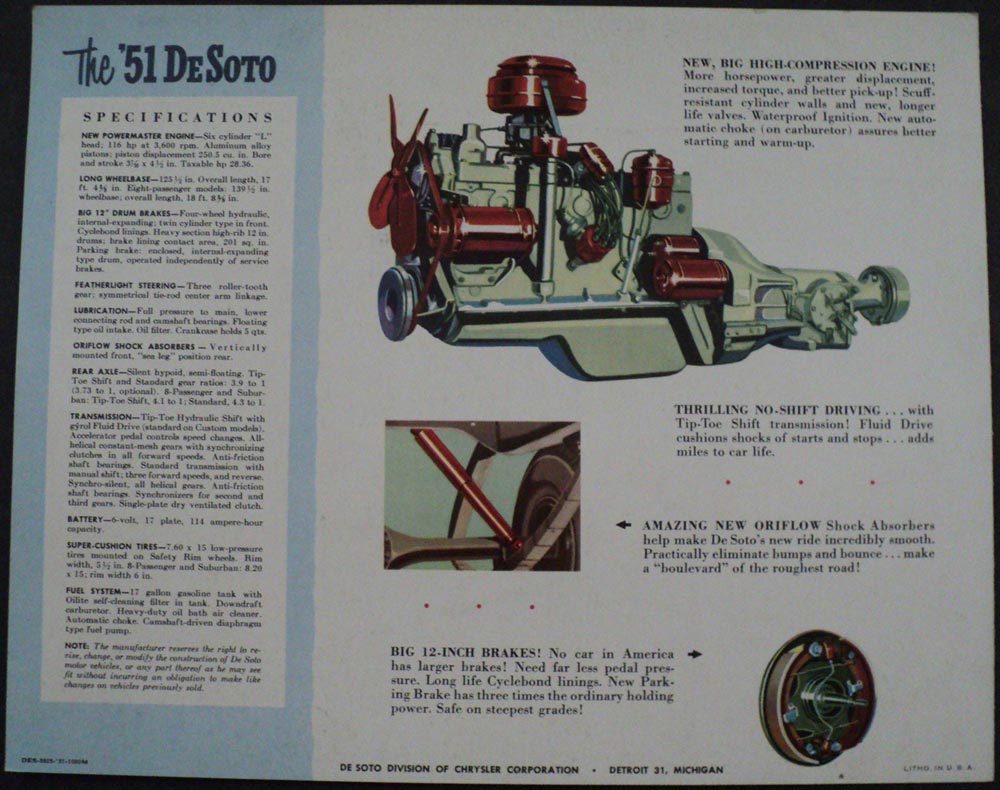 The '51 DESOTO
SPECIFICATIONS
NEW POWERMASTER ENGINE—Six cylinder "L"
head; 116 hp at 3,600 rpm. Aluminum alloy
pistons; piston displacement 250.5 cu. in. Bore
and stroke 3 7/16 x 4 1/2 in. Taxable hp 28.36.
LONG WHEELBASE—125 1/2 in. Overall length, 17
ft. 4 3/8 in. Eight-passenger models: 139 1/2 in.
wheelbase; overall length, 18 ft. 8 3/8 in.
BIG 12" DRUM BRAKES—Four-wheel hydraulic,
internal-expanding; twin cylinder type in front.
Cyclebond linings. Heavy section high-rib 12 in.
drums; brake lining contact area, 201 sq. in.
Parking brake: enclosed, internal-expanding
type drum, operated independently of service
brakes.
FEATHERLIGHT STEERING—Three roller-tooth
gear; symmetrical tie-rod center arm linkage.
LUBRICATION—Full pressure to main, lower
connecting rod and camshaft bearings. Floating
type oil intake. Oil filter. Crankcase holds 5 qts.
ORIFLOW SHOCK ABSORBERS—Vertically
mounted front, "sea leg" position rear.
REAR AXLE—Silent hypoid, semi-floating. Tip-
Toe Shift and Standard gear ratios: 3.9 to 1
(3.73 to 1, optional). 8-Passenger and Subur-
ban: Tip-Toe Shift, 4.1 to 1; Standard, 4.3 to 1.
TRANSMISSION—Tip-Toe Hydraulic Shift with
gýrol Fluid Drive (standard on Custom models).
Accelerator pedal controls speed changes. All-
helical constant-mesh gears with synchronizing
clutches in all forward speeds. Anti-friction
shaft bearings. Standard transmission with
manual shift; three forward speeds, and reverse.
Synchro-silent, all helical gears. Anti-friction
shaft bearings. Synchronizers for second and
third gears. Single-plate dry ventilated clutch.
BATTERY—6-volt, 17 plate, 114 ampere-hour
capacity.
SUPER-CUSHION TIRES—7.60 x 15 low-pressure
tires mounted on Safety Rim wheels. Rim
width, 5 1/2 in. 8-Passenger and Suburban: 8.20
x 15; rim width 6 in.
FUEL SYSTEM—17 gallon gasoline tank with
Oilite self-cleaning filter in tank. Downdraft
carburetor. Heavy-duty oil bath air cleaner.
Automatic choke. Camshaft-driven diaphragm
type fuel pump.
NOTE: The manufacturer reserves the right to re-
vise, change, or modify the construction of De Soto
motor vehicles, or any part thereof as he may see
fit without incurring an obligation to make like
changes on vehicles previously sold.
NEW, BIG HIGH-COMPRESSION ENGINE!
More horsepower, greater displacement,
increased torque, and better pick-up! Scuff-
resistant cylinder walls and new, longer
life valves. Waterproof Ignition. New auto-
matic choke (on carburetor) assures better
starting and warm-up.
THRILLING NO-SHIFT DRIVING . . . with
Tip-Toe Shift transmission! Fluid Drive
cushions shocks of starts and stops . . . adds
miles to car life.
AMAZING NEW ORIFLOW Shock Absorbers
help make De Soto's new ride incredibly smooth.
Practically eliminate bumps and bounce . . . make
a "boulevard" of the roughest road!
BIG 12-INCH BRAKES! No car in America
has larger brakes! Need far less pedal pres-
sure. Long life Cyclebond linings. New Park-
ing Brake has three times the ordinary holding
power. Safe on steepest grades!
DE SOTO DIVISION OF CHRYSLER CORPORATION • DETROIT 31, MICHIGAN
LITHO. IN U. S. A.